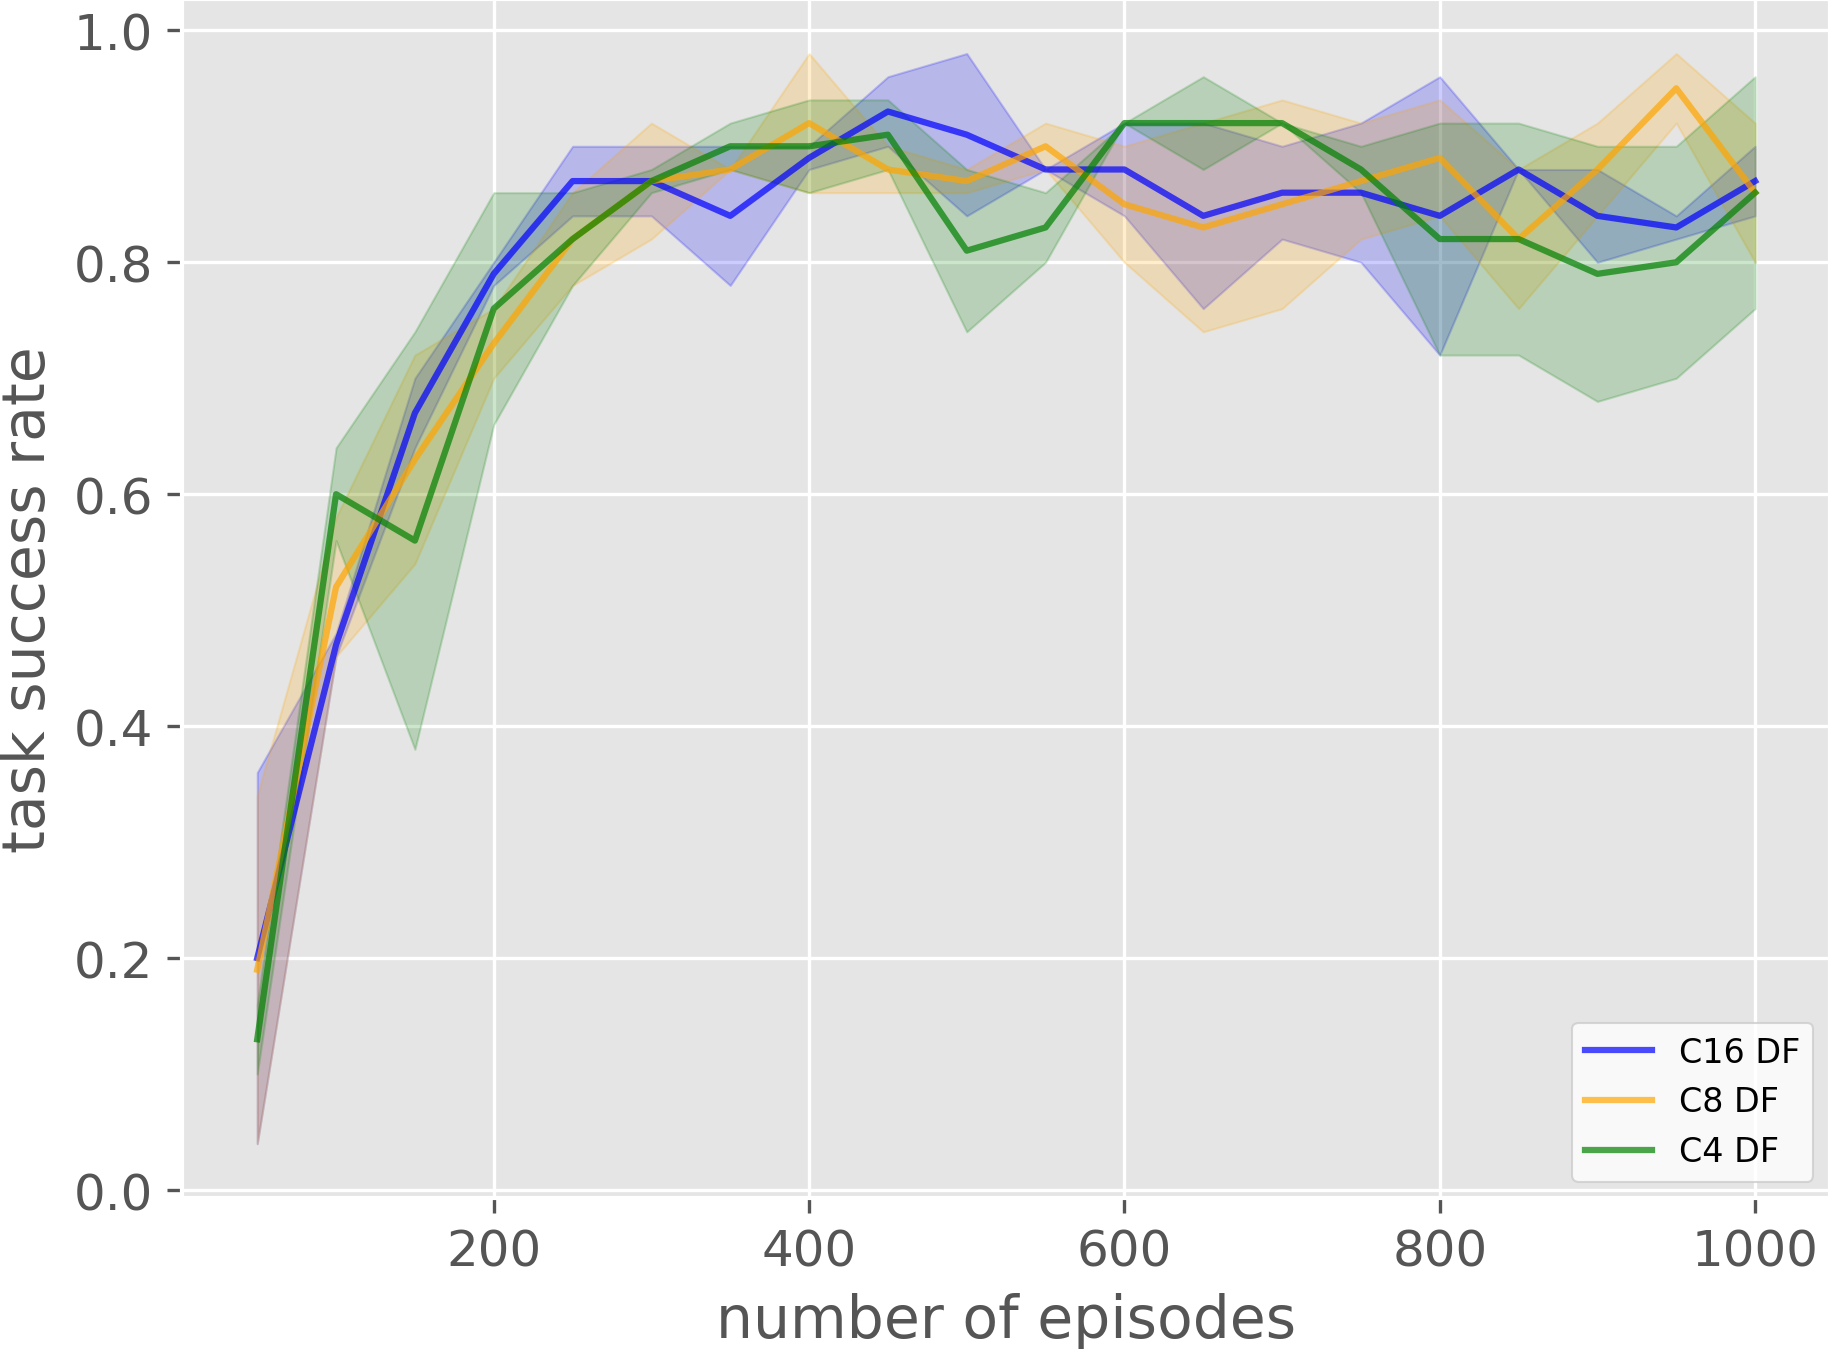 task success rate
1.0
0.8
0.6
0.4
0.2
0.0
200 400 600 800 1000
number of episodes
C16 DF
C8 DF
C4 DF